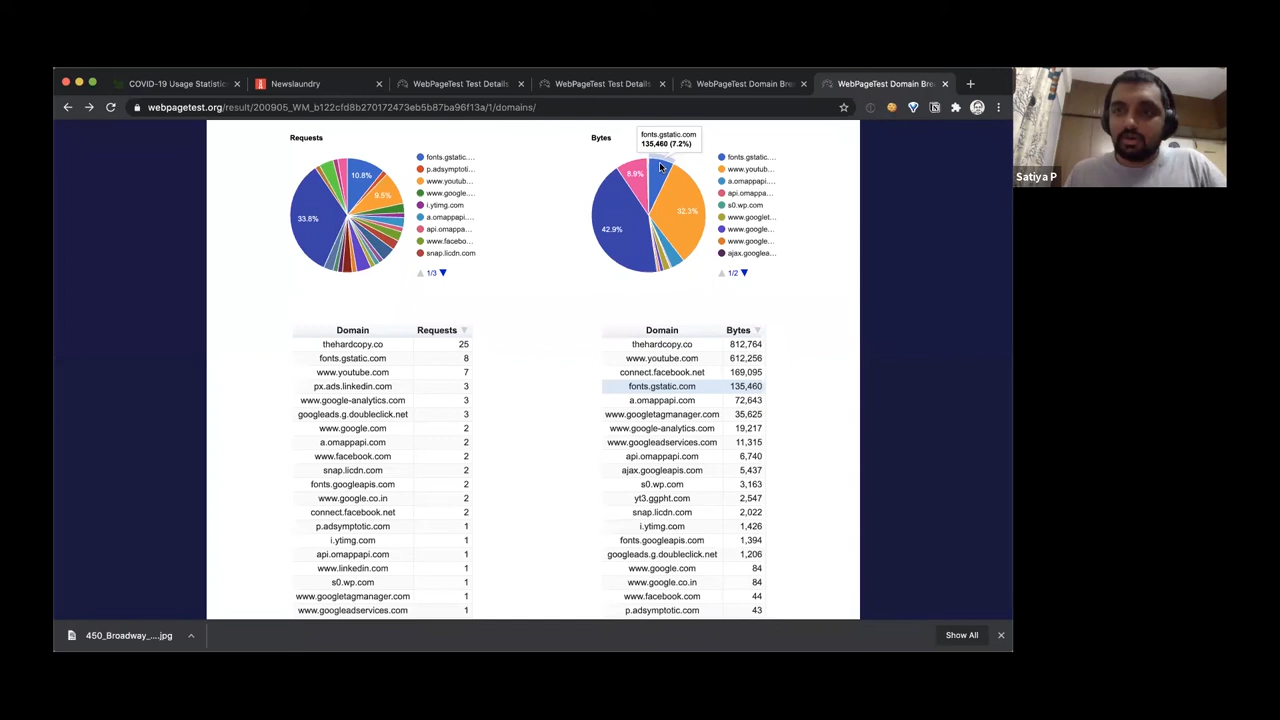 COVID-19 Usage Statistic
Newslaundry
WebPageTest Test Details
WebPageTest Test Details
WebPageTest Domain Bre
WebPageTest Domain Bre
webpagetest.org/result/200905_WM_b122cfd8b270172473eb5b87ba96f13a/1/domains/
Satiya P
Requests
10.8%
9.5%
33.8%
fonts.gstatic....
p.adsymptoti...
www.youtub...
www.google....
i.ytimg.com
a.omappapi....
api.omappa...
www.facebo...
snap.licdn.com
1/3
Bytes
fonts.gstatic.com
135,460 (7.2%)
8.9%
32.3%
42.9%
fonts.gstatic....
www.youtub...
a.omappapi....
api.omappa...
s0.wp.com
www.googlet...
www.google...
www.google...
ajax.googlea...
1/2
Domain Requests
thehardcopy.co 25
fonts.gstatic.com 8
www.youtube.com 7
px.ads.linkedin.com 3
www.google-analytics.com 3
googleads.g.doubleclick.net 3
www.google.com 2
a.omappapi.com 2
www.facebook.com 2
snap.licdn.com 2
fonts.googleapis.com 2
www.google.co.in 2
connect.facebook.net 2
p.adsymptotic.com 1
i.ytimg.com 1
api.omappapi.com 1
www.linkedin.com 1
s0.wp.com 1
www.googletagmanager.com 1
www.googleadservices.com 1
Domain Bytes
thehardcopy.co 812,764
www.youtube.com 612,256
connect.facebook.net 169,095
fonts.gstatic.com 135,460
a.omappapi.com 72,643
www.googletagmanager.com 35,625
www.google-analytics.com 19,217
www.googleadservices.com 11,315
api.omappapi.com 6,740
ajax.googleapis.com 5,437
s0.wp.com 3,163
yt3.ggpht.com 2,547
snap.licdn.com 2,022
i.ytimg.com 1,426
fonts.googleapis.com 1,394
googleads.g.doubleclick.net 1,206
www.google.com 84
www.google.co.in 84
www.facebook.com 44
p.adsymptotic.com 43
450_Broadway_....jpg
Show All